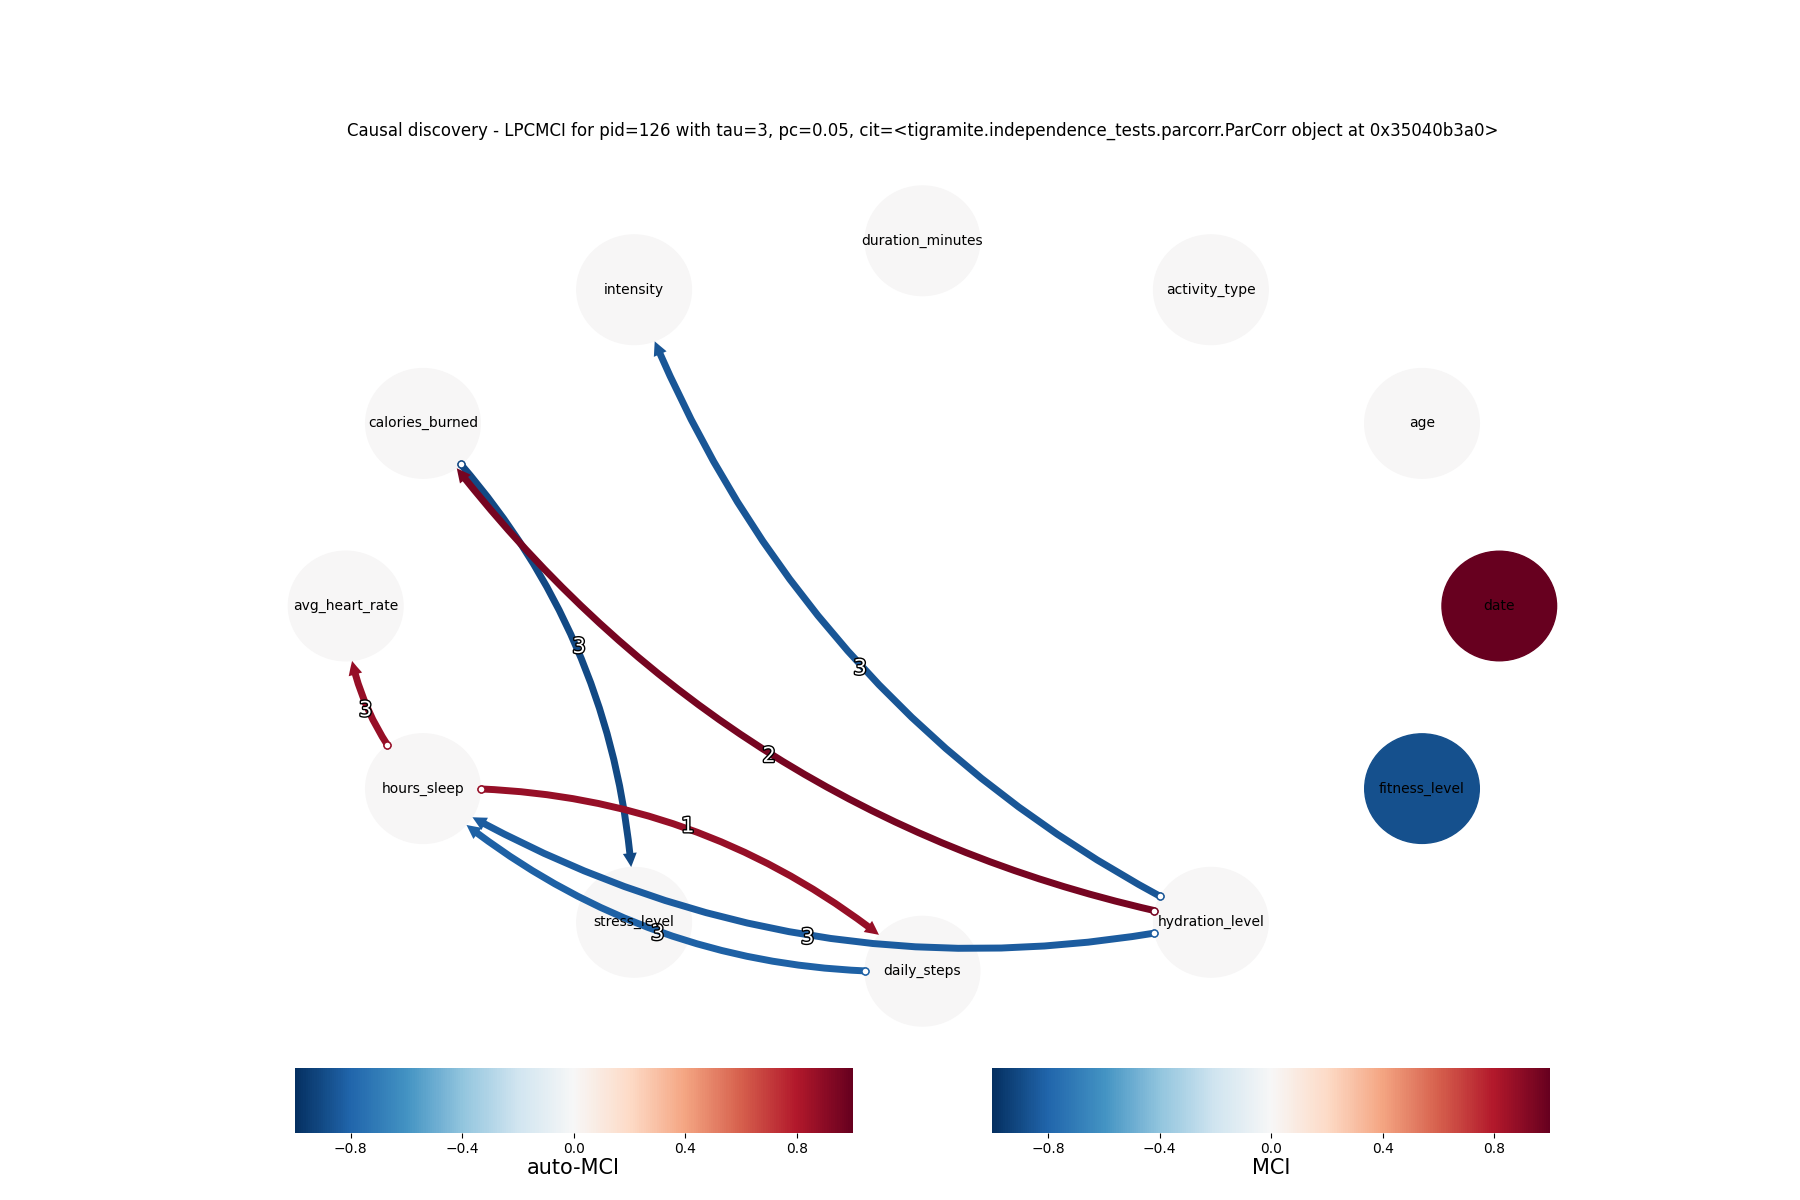 Causal discovery - LPCMCI for pid=126 with tau=3, pc=0.05, cit=<tigramite.independence_tests.parcorr.ParCorr object at 0x35040b3a0>
duration_minutes
intensity
activity_type
calories_burned
age
avg_heart_rate
date
3
3
3
2
hours_sleep
fitness_level
1
stress_level
hydration_level
3
3
daily_steps
−0.8 −0.4 0.0 0.4 0.8
auto-MCI
−0.8 −0.4 0.0 0.4 0.8
MCI